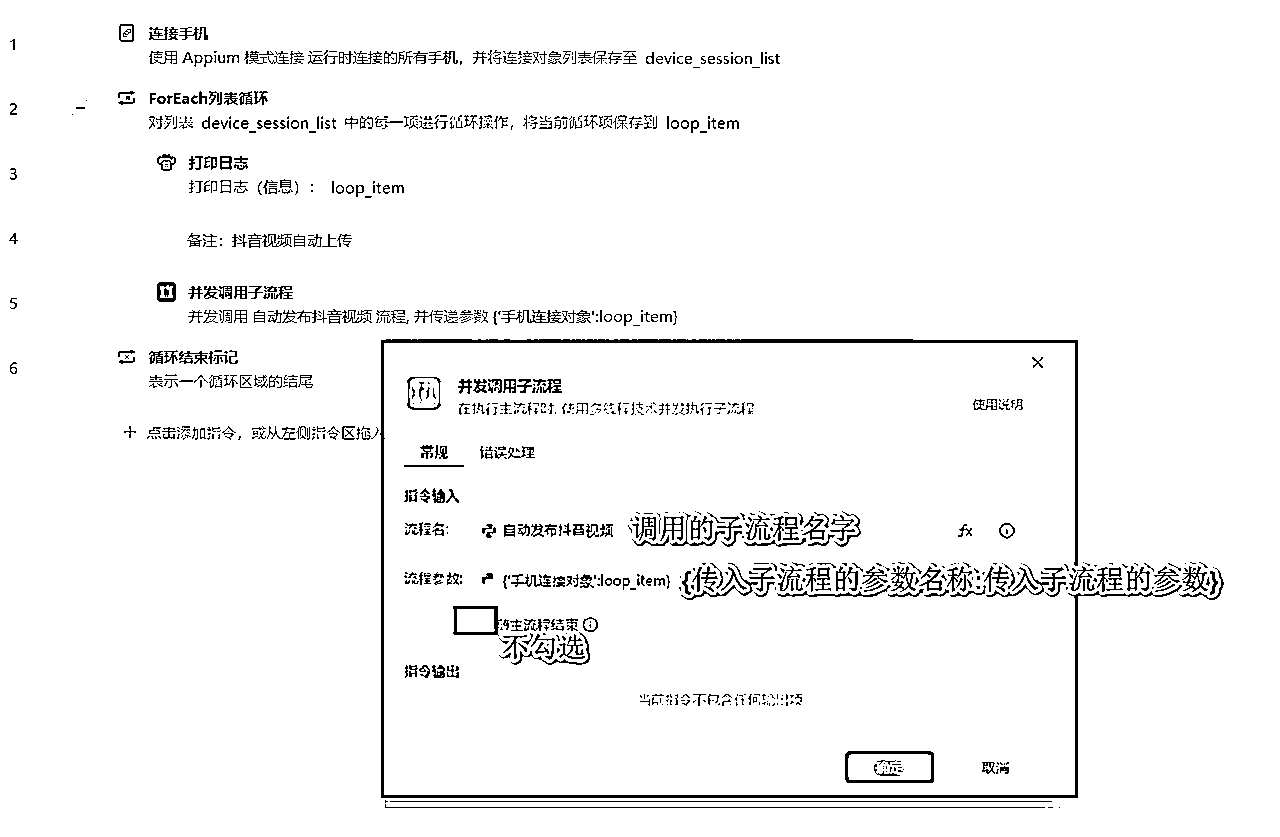 1
连接手机
使用 Appium 模式连接 运行时连接的所有手机，并将连接对象列表保存至 device_session_list
2
ForEach列表循环
对列表 device_session_list 中的每一项进行循环操作，将当前循环项保存到 loop_item
3
打印日志
打印日志（信息）： loop_item
4
备注：抖音视频自动上传
5
并发调用子流程
并发调用 自动发布抖音视频 流程, 并传递参数 {'手机连接对象':loop_item}
6
循环结束标记
表示一个循环区域的结尾
点击添加指令，或从左侧指令区拖入
并发调用子流程
在执行主流程时, 使用多线程技术并发执行子流程
使用说明
常规 错误处理
指令输入
流程名: 自动发布抖音视频 调用的子流程名字 fx
流程参数: {'手机连接对象':loop_item} {传入子流程的参数名称:传入子流程的参数}
随主流程结束
不勾选
指令输出
当前指令不包含任何输出项
确定 取消